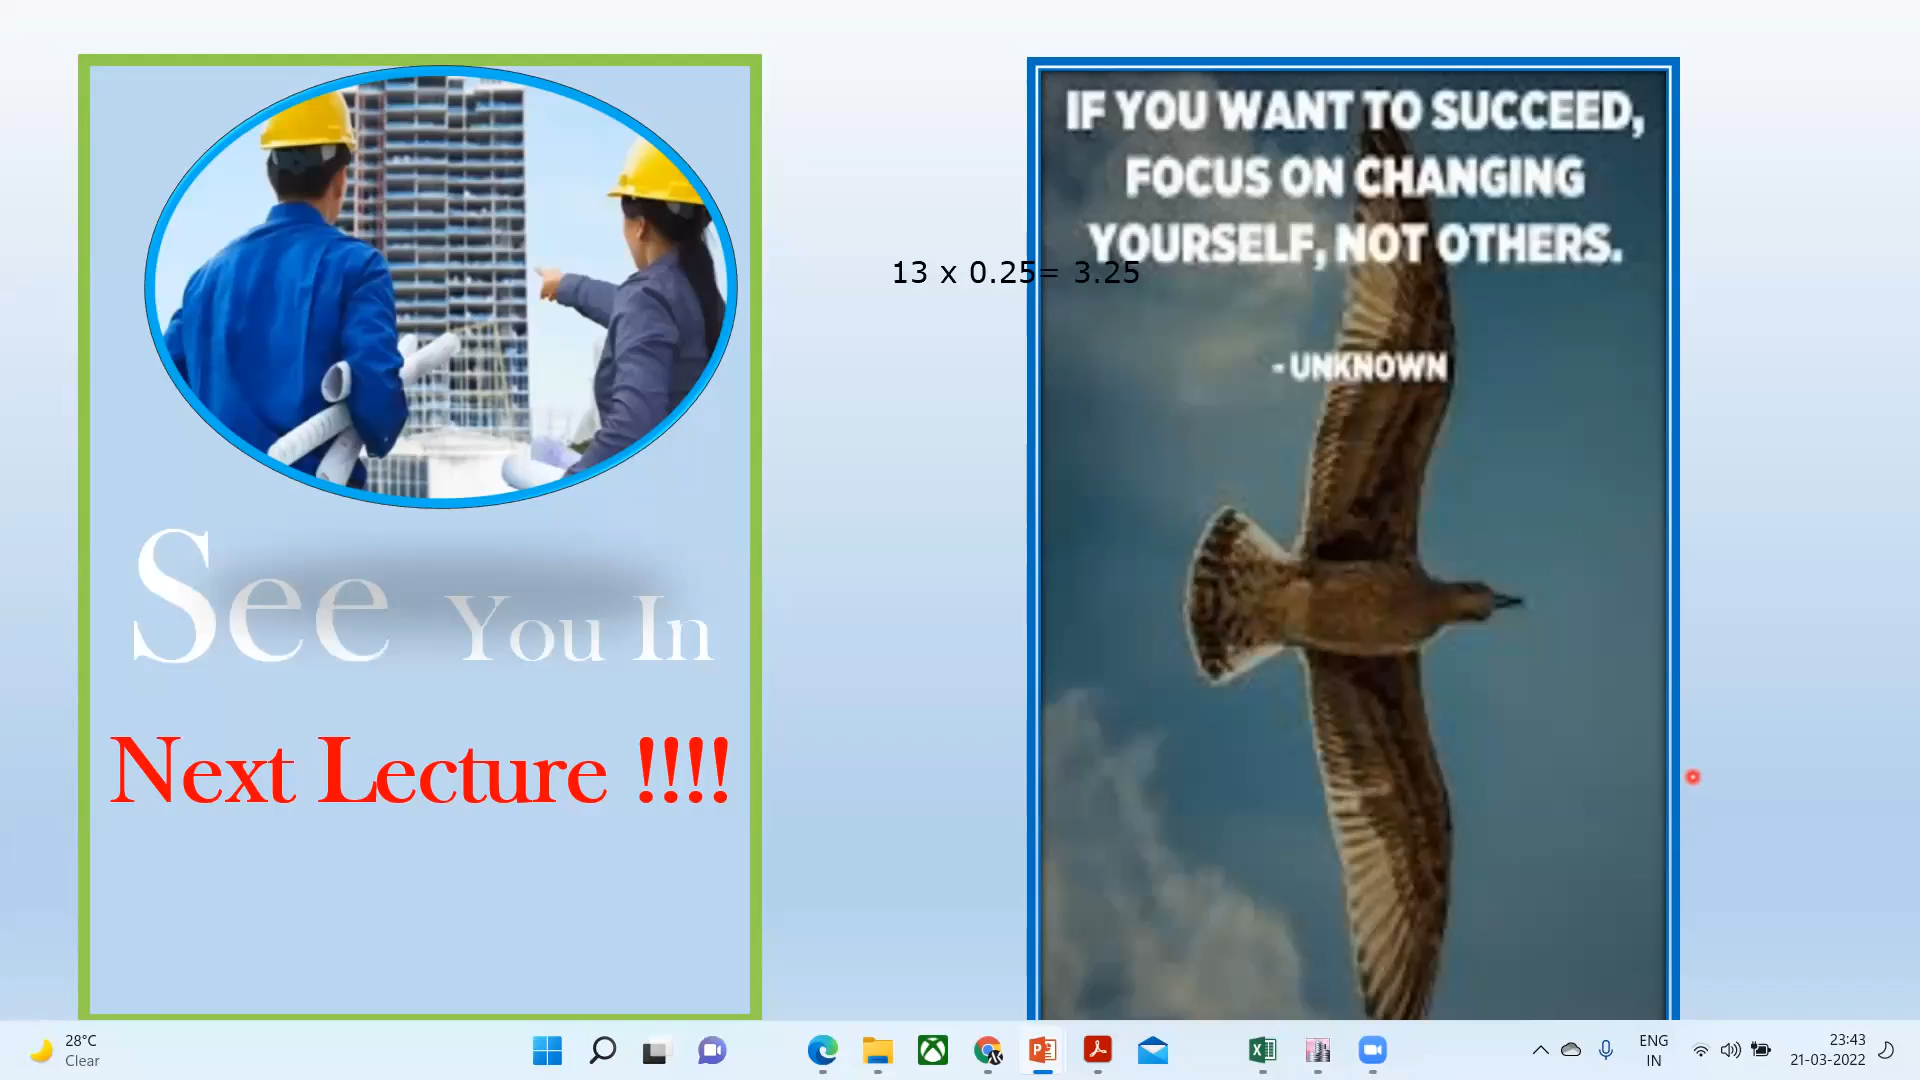 See You In
Next Lecture !!!!
13 x 0.25= 3.25
IF YOU WANT TO SUCCEED,
FOCUS ON CHANGING
YOURSELF, NOT OTHERS.
- UNKNOWN
28°C
Clear
ENG
IN
23:43
21-03-2022